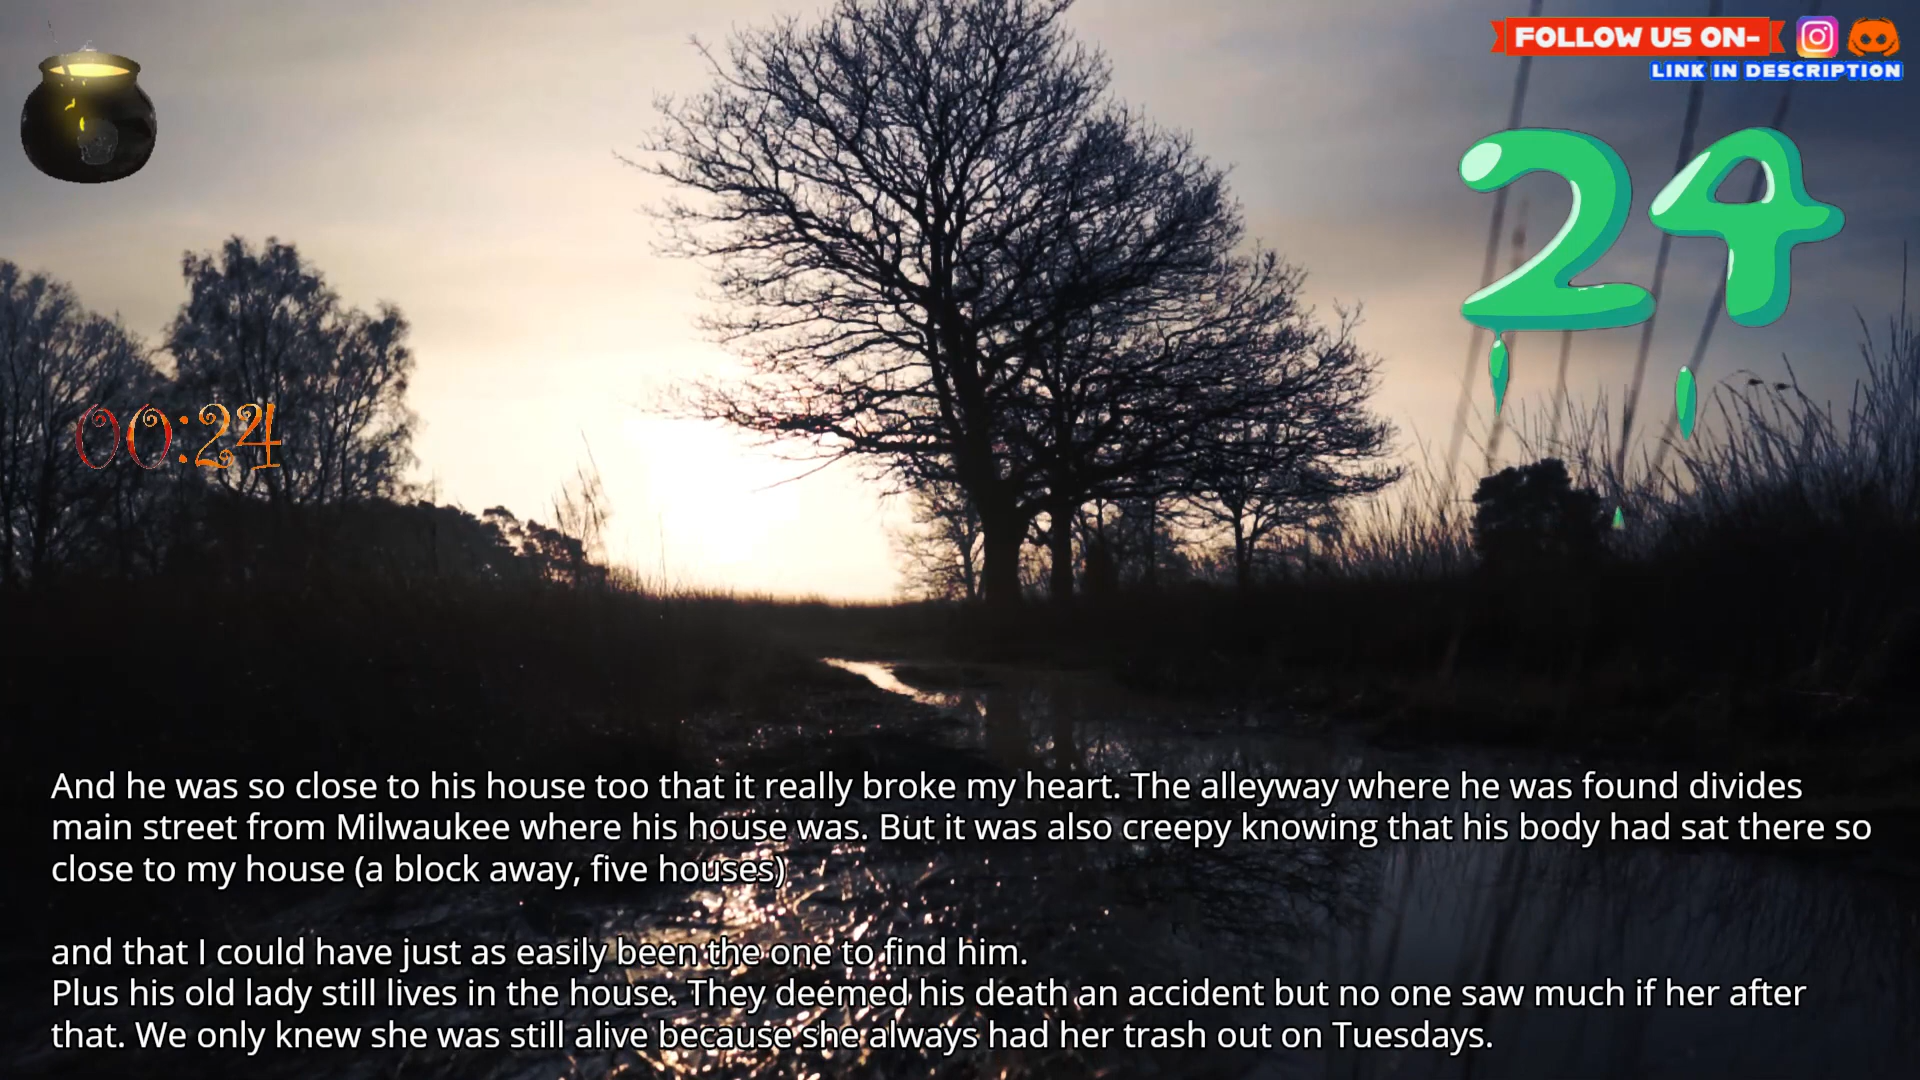 FOLLOW US ON-
LINK IN DESCRIPTION
24
00:24
And he was so close to his house too that it really broke my heart. The alleyway where he was found divides
main street from Milwaukee where his house was. But it was also creepy knowing that his body had sat there so
close to my house (a block away, five houses)
and that I could have just as easily been the one to find him.
Plus his old lady still lives in the house. They deemed his death an accident but no one saw much if her after
that. We only knew she was still alive because she always had her trash out on Tuesdays.